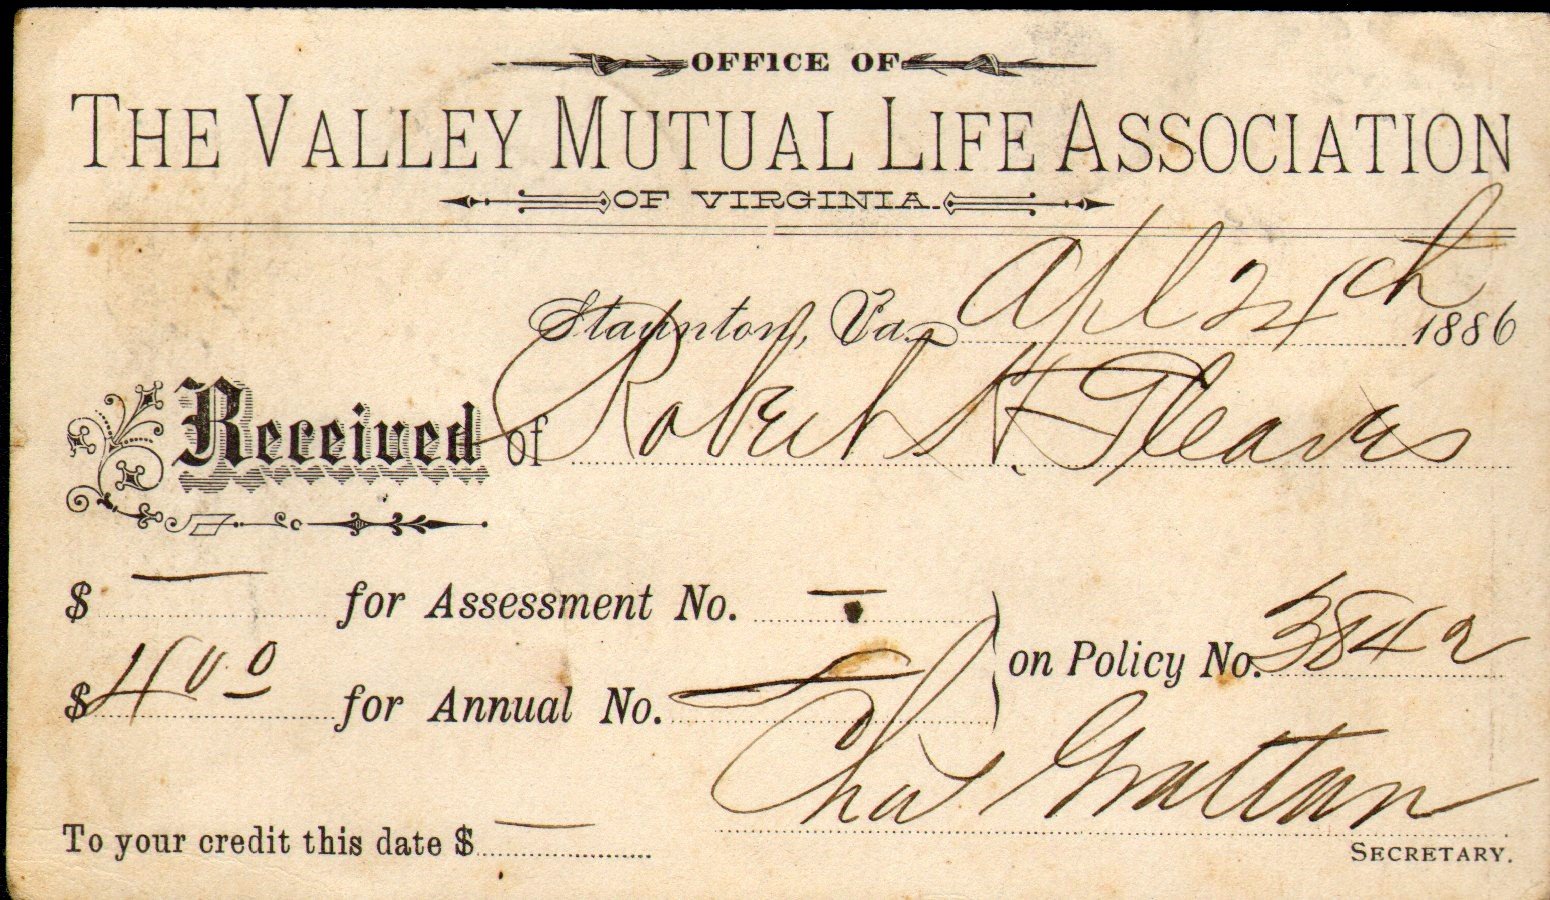 OFFICE OF
THE VALLEY MUTUAL LIFE ASSOCIATION
OF VIRGINIA.
Staunton, Va. Apl 24th 1886
Received of Robert H. Gleaves
$ — for Assessment No. —
$ 4.00 for Annual No. on Policy No. 3842
Chas Grattan
To your credit this date $ —
SECRETARY.